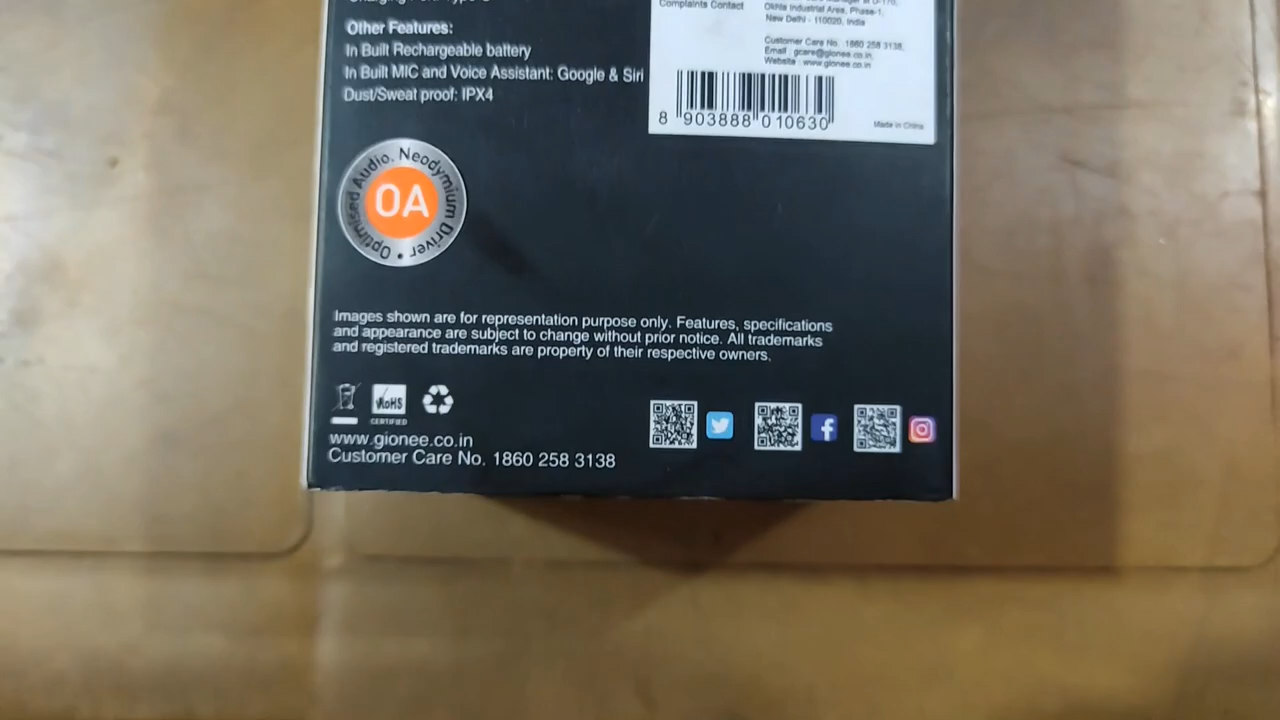 Other Features:
In Built Rechargeable battery
In Built MIC and Voice Assistant: Google & Siri
Dust/Sweat proof: IPX4
Complaints Contact
Okhla Industrial Area, Phase-1,
New Delhi - 110020, India
Customer Care No. 1860 258 3138,
Email : gcare@gionee.co.in,
Website : www.gionee.co.in
8 903888 010630
Made in China
Optimised Audio, Neodymium Driver •
OA
Images shown are for representation purpose only. Features, specifications
and appearance are subject to change without prior notice. All trademarks
and registered trademarks are property of their respective owners.
RoHS
CERTIFIED
www.gionee.co.in
Customer Care No. 1860 258 3138